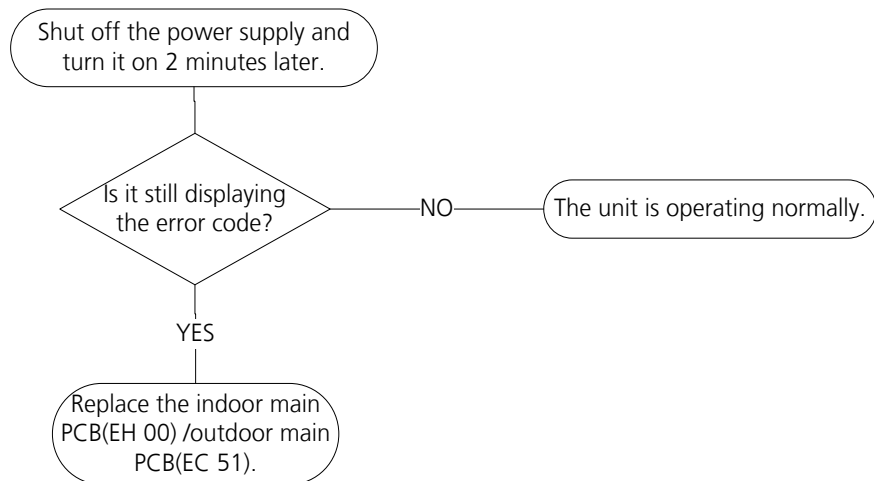 Shut off the power supply and
turn it on 2 minutes later.
Is it still displaying
the error code?
NO
The unit is operating normally.
YES
Replace the indoor main
PCB(EH 00) /outdoor main
PCB(EC 51).